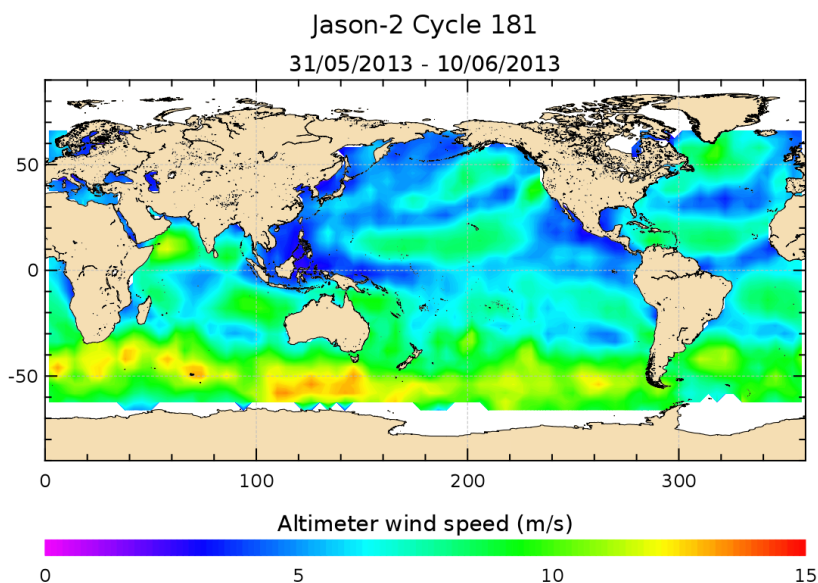 Jason-2 Cycle 181
31/05/2013 - 10/06/2013
50
0
-50
0 100 200 300
Altimeter wind speed (m/s)
0 5 10 15